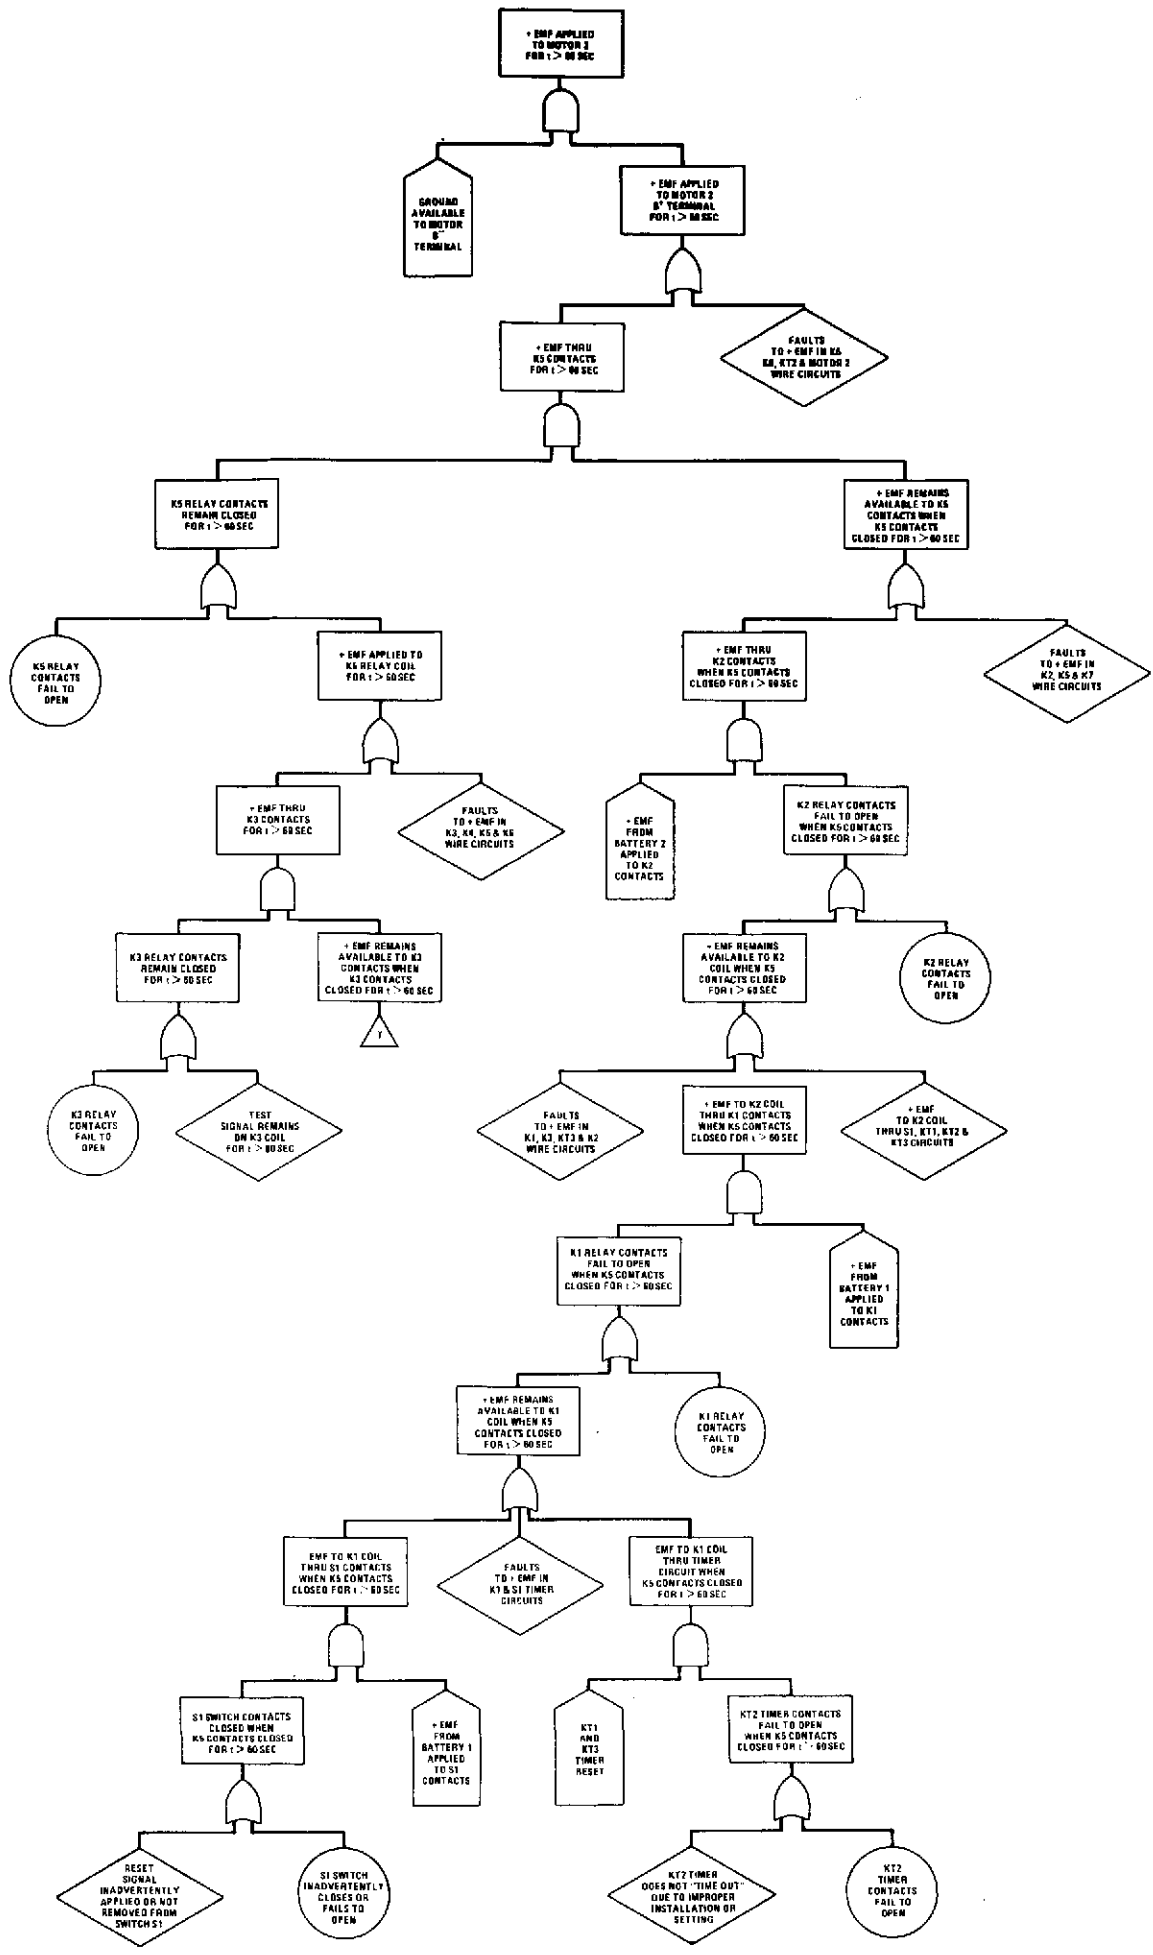 + EMF APPLIED
TO MOTOR 2
FOR t > 60 SEC
GROUND
AVAILABLE
TO MOTOR
B⁻
TERMINAL
+ EMF APPLIED
TO MOTOR 2
B⁺ TERMINAL
FOR t > 60 SEC
+ EMF THRU
K5 CONTACTS
FOR t > 60 SEC
FAULTS
TO + EMF IN K5
K6, KT2 & MOTOR 2
WIRE CIRCUITS
K5 RELAY CONTACTS
REMAIN CLOSED
FOR t > 60 SEC
+ EMF REMAINS
AVAILABLE TO K5
CONTACTS WHEN
K5 CONTACTS
CLOSED FOR t > 60 SEC
K5 RELAY
CONTACTS
FAIL TO
OPEN
+ EMF APPLIED TO
K5 RELAY COIL
FOR t > 60 SEC
+ EMF THRU
K2 CONTACTS
WHEN K5 CONTACTS
CLOSED FOR t > 60 SEC
FAULTS
TO + EMF IN
K2, K5 & K7
WIRE CIRCUITS
+ EMF THRU
K3 CONTACTS
FOR t > 60 SEC
FAULTS
TO + EMF IN
K3, K4, K5 & K6
WIRE CIRCUITS
+ EMF
FROM
BATTERY 2
APPLIED
TO K2
CONTACTS
K2 RELAY CONTACTS
FAIL TO OPEN
WHEN K5 CONTACTS
CLOSED FOR t > 60 SEC
K3 RELAY CONTACTS
REMAIN CLOSED
FOR t > 60 SEC
+ EMF REMAINS
AVAILABLE TO K3
CONTACTS WHEN
K3 CONTACTS
CLOSED FOR t > 60 SEC
Y
+ EMF REMAINS
AVAILABLE TO K2
COIL WHEN K5
CONTACTS CLOSED
FOR t > 60 SEC
K2 RELAY
CONTACTS
FAIL TO
OPEN
K3 RELAY
CONTACTS
FAIL TO
OPEN
TEST
SIGNAL REMAINS
ON K3 COIL
FOR t > 60 SEC
FAULTS
TO + EMF IN
K1, K3, KT3 & K2
WIRE CIRCUITS
+ EMF TO K2 COIL
THRU K1 CONTACTS
WHEN K5 CONTACTS
CLOSED FOR t > 60 SEC
+ EMF
TO K2 COIL
THRU S1, KT1, KT2 &
KT3 CIRCUITS
K1 RELAY CONTACTS
FAIL TO OPEN
WHEN K5 CONTACTS
CLOSED FOR t > 60 SEC
+ EMF
FROM
BATTERY 1
APPLIED
TO K1
CONTACTS
+ EMF REMAINS
AVAILABLE TO K1
COIL WHEN K5
CONTACTS CLOSED
FOR t > 60 SEC
K1 RELAY
CONTACTS
FAIL TO
OPEN
EMF TO K1 COIL
THRU S1 CONTACTS
WHEN K5 CONTACTS
CLOSED FOR t > 60 SEC
FAULTS
TO + EMF IN
K1 & S1 TIMER
CIRCUITS
EMF TO K1 COIL
THRU TIMER
CIRCUIT WHEN
K5 CONTACTS CLOSED
FOR t > 60 SEC
S1 SWITCH CONTACTS
CLOSED WHEN
K5 CONTACTS CLOSED
FOR t > 60 SEC
+ EMF
FROM
BATTERY 1
APPLIED
TO S1
CONTACTS
KT1
AND
KT3
TIMER
RESET
KT2 TIMER CONTACTS
FAIL TO OPEN
WHEN K5 CONTACTS
CLOSED FOR t > 60 SEC
RESET
SIGNAL
INADVERTENTLY
APPLIED OR NOT
REMOVED FROM
SWITCH S1
S1 SWITCH
INADVERTENTLY
CLOSES OR
FAILS TO
OPEN
KT2 TIMER
DOES NOT "TIME OUT"
DUE TO IMPROPER
INSTALLATION OR
SETTING
KT2
TIMER
CONTACTS
FAIL TO
OPEN